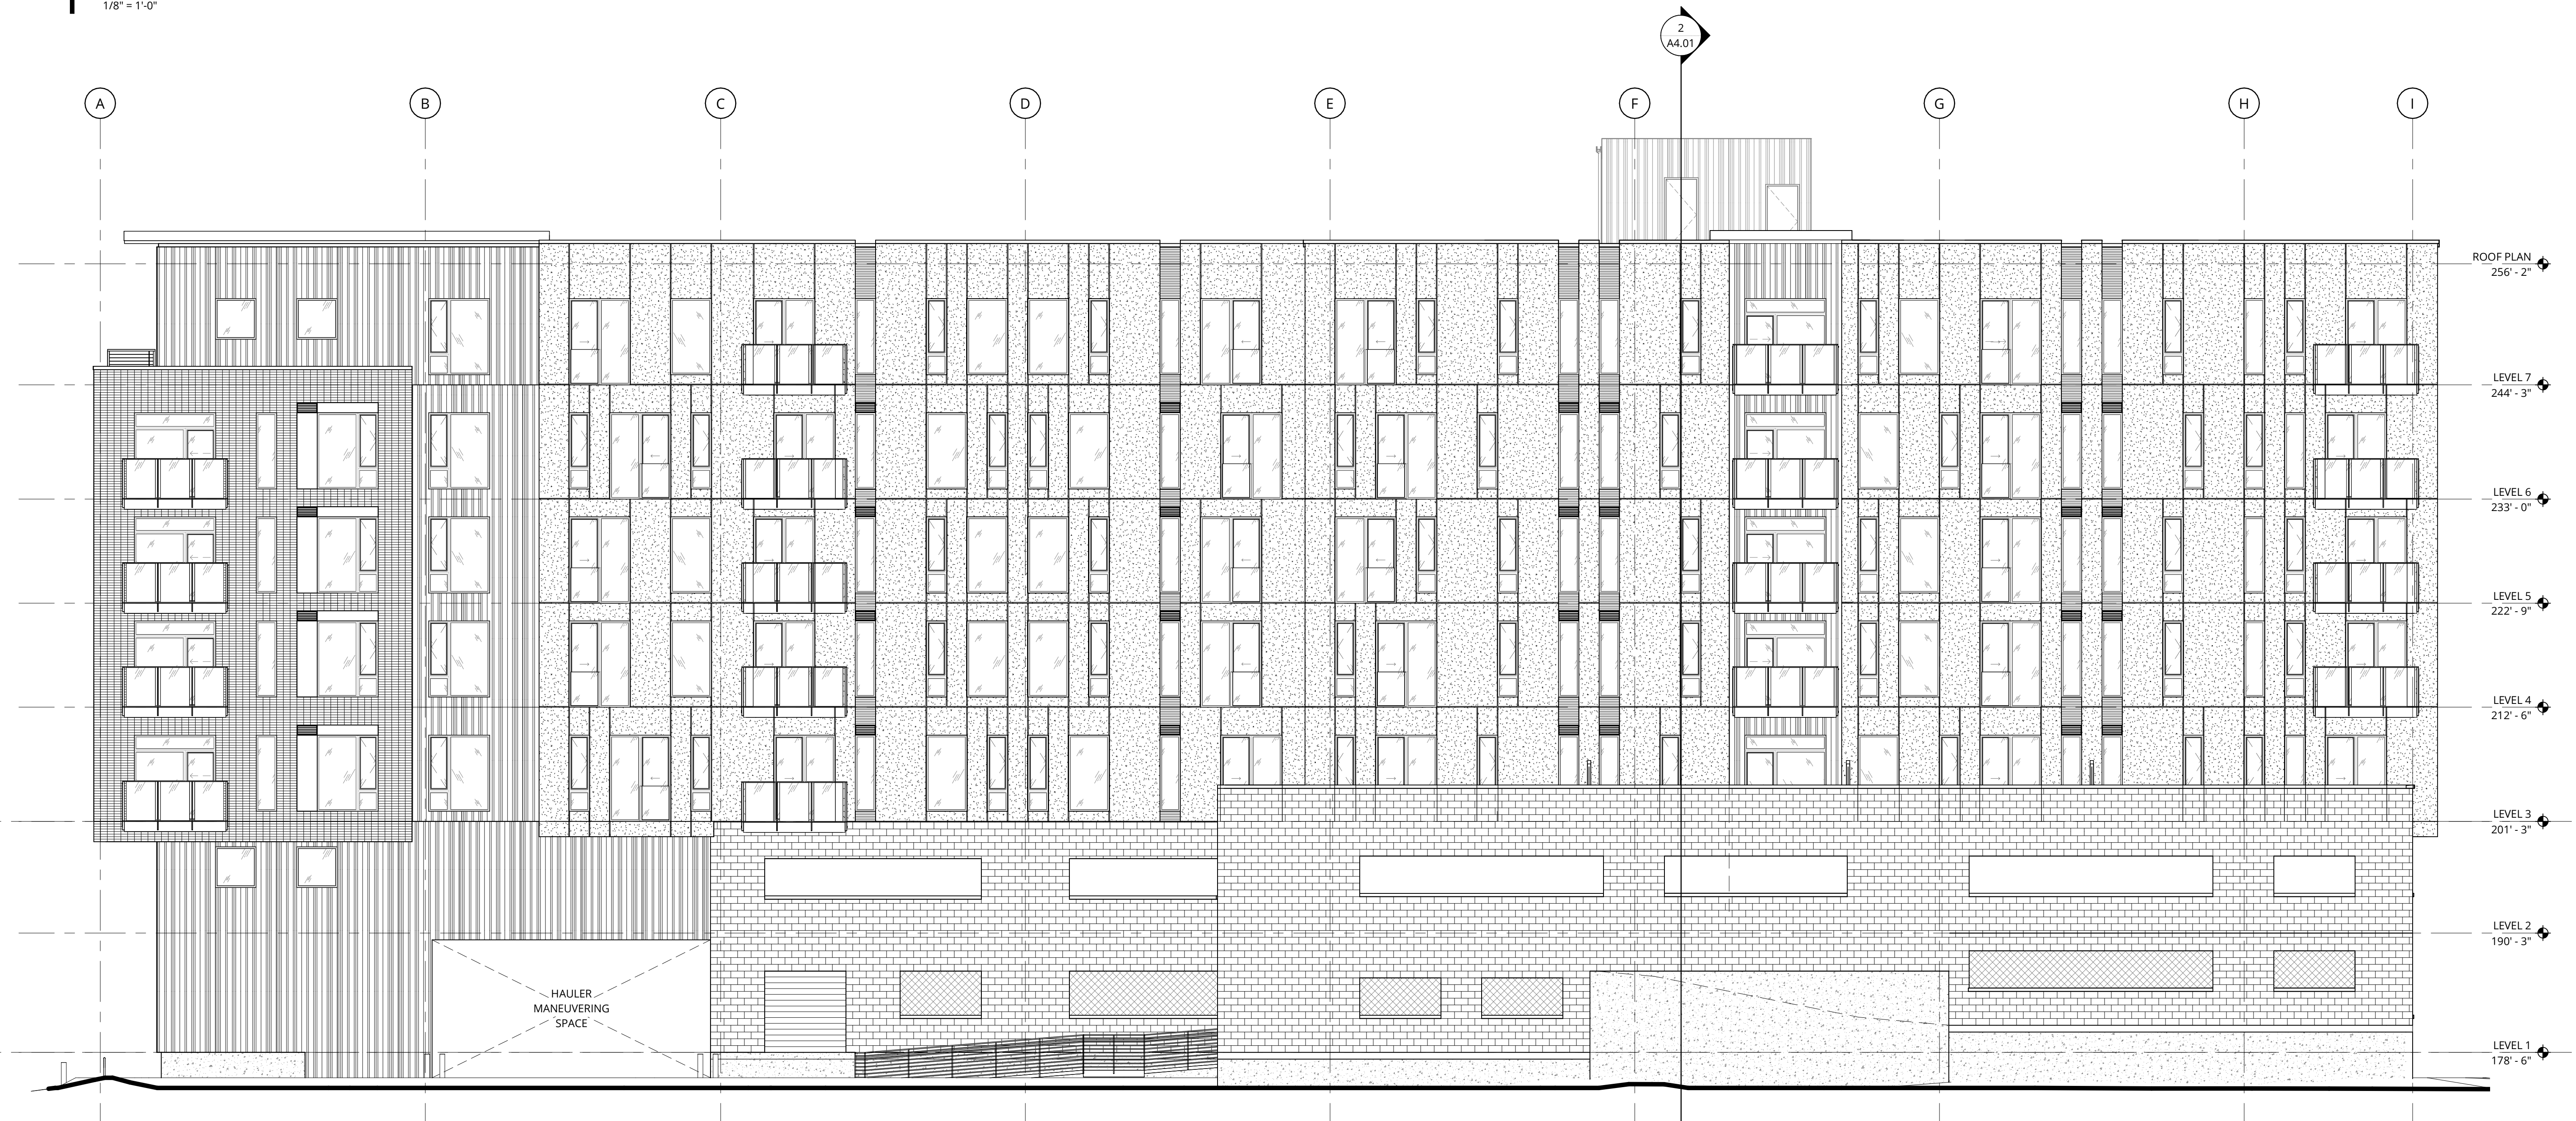 1/8" = 1'-0"
2
A4.01
A
B
C
D
E
F
G
H
I
ROOF PLAN
256' - 2"
LEVEL 7
244' - 3"
LEVEL 6
233' - 0"
LEVEL 5
222' - 9"
LEVEL 4
212' - 6"
LEVEL 3
201' - 3"
LEVEL 2
190' - 3"
HAULER
MANEUVERING
SPACE
LEVEL 1
178' - 6"